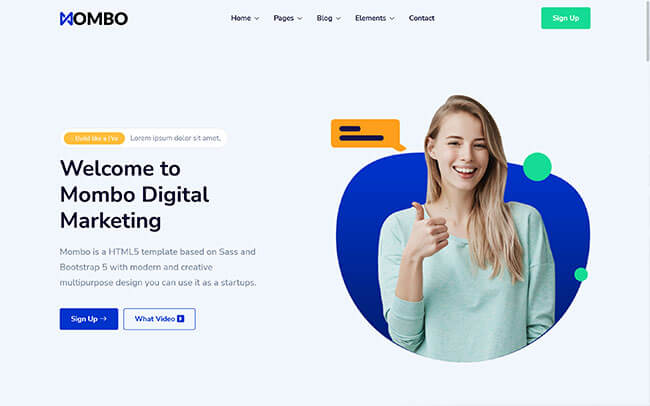 MOMBO
Home Pages Blog Elements Contact
Sign Up
Build like a Pro Lorem ipsum dolor sit amet,
Welcome to
Mombo Digital
Marketing
Mombo is a HTML5 template based on Sass and
Bootstrap 5 with modern and creative
multipurpose design you can use it as a startups.
Sign Up → What Video